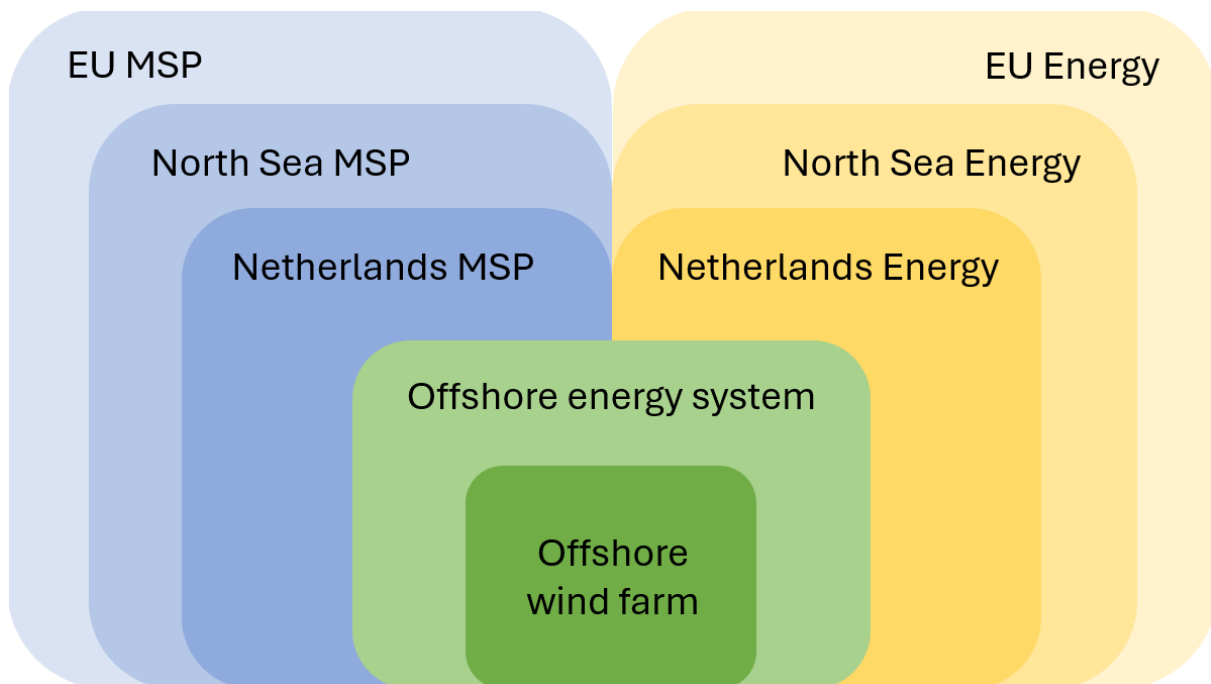 EU MSP
EU Energy
North Sea MSP
North Sea Energy
Netherlands MSP
Netherlands Energy
Offshore energy system
Offshore
wind farm